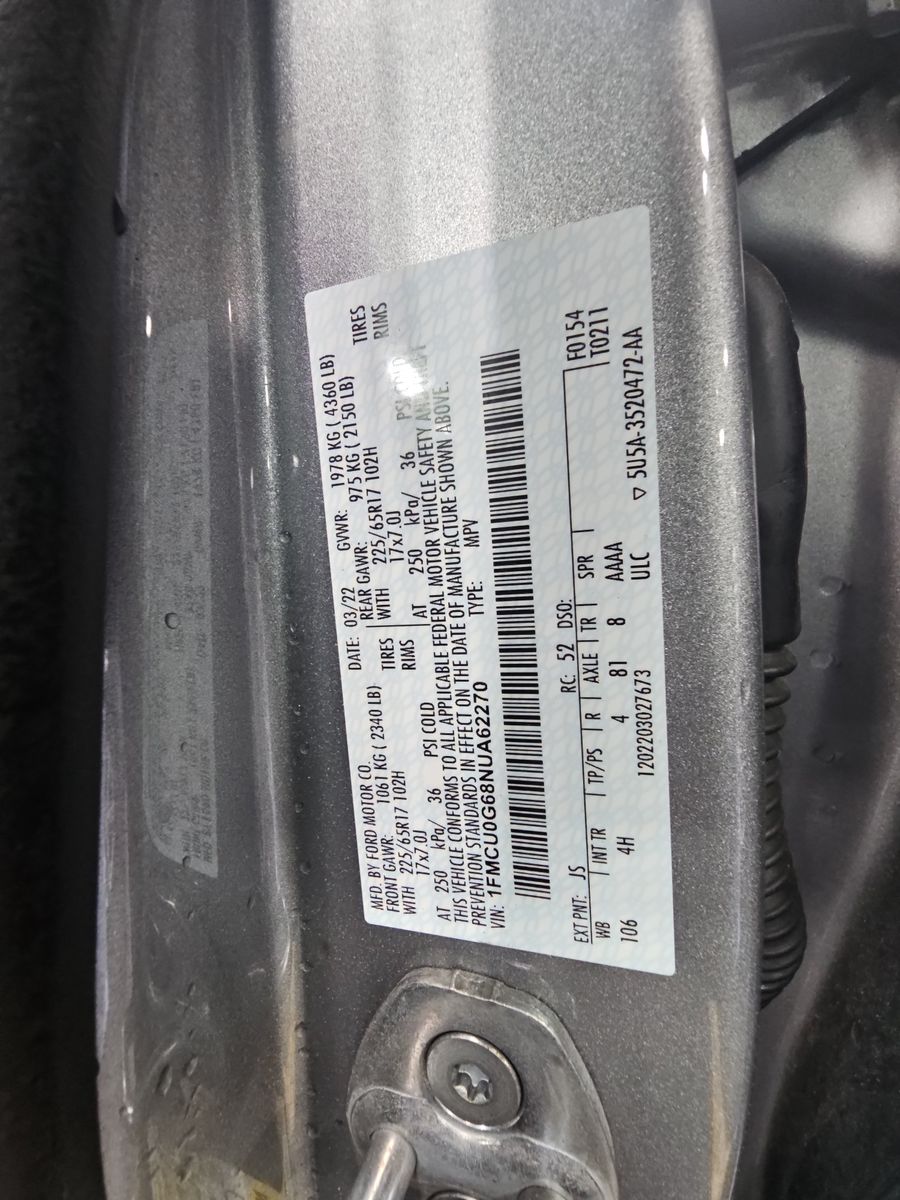 MFD. BY FORD MOTOR CO. DATE: 03/22 GVWR: 1978 KG ( 4360 LB)
FRONT GAWR: 1061 KG ( 2340 LB) REAR GAWR: 975 KG ( 2150 LB)
WITH 225/65R17 102H TIRES WITH 225/65R17 102H TIRES
17x7.0J RIMS 17x7.0J RIMS
AT 250 kPa/ 36 PSI COLD AT 250 kPa/ 36 PSI COLD
THIS VEHICLE CONFORMS TO ALL APPLICABLE FEDERAL MOTOR VEHICLE SAFETY AND THEFT
PREVENTION STANDARDS IN EFFECT ON THE DATE OF MANUFACTURE SHOWN ABOVE.
VIN: 1FMCU0G68NUA62270 TYPE: MPV
F0154
T0211
EXT PNT: JS RC: 52 DSO:
WB INT TR TP/PS R AXLE TR SPR
106 4H 4 81 8 AAAA
1202203027673 ULC ▽ 5U5A-3520472-AA